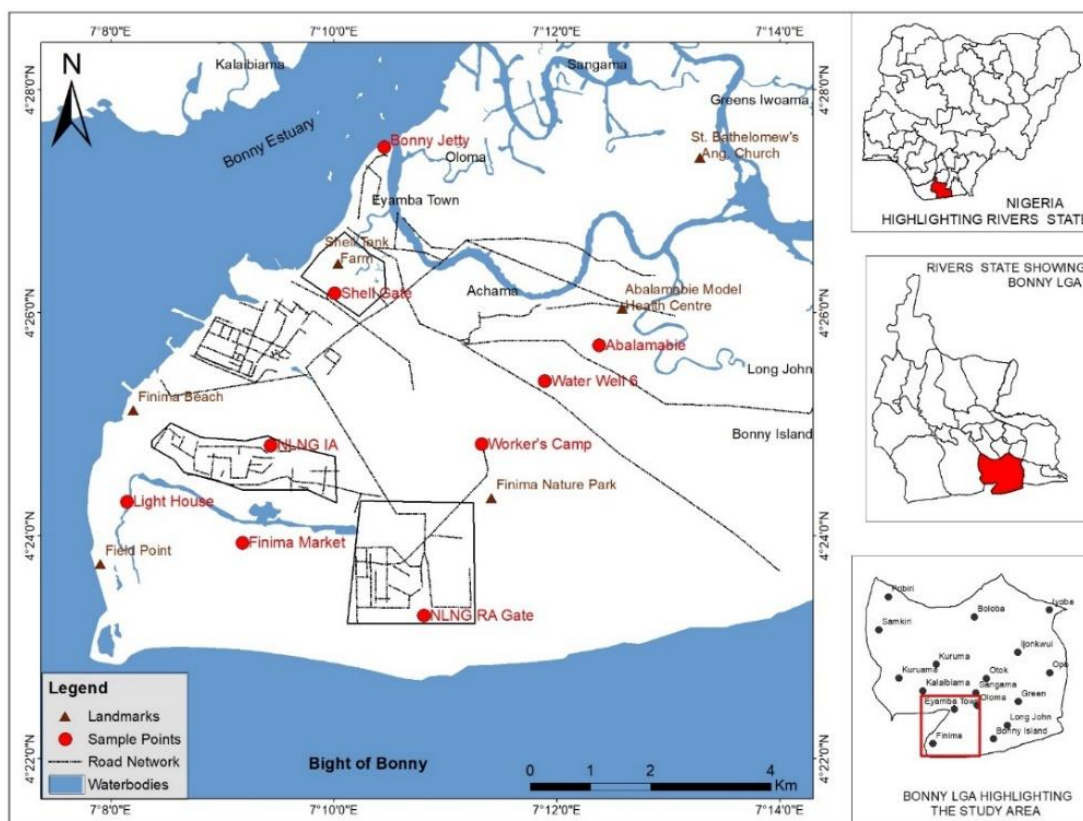 7°8'0"E
7°10'0"E
7°12'0"E
7°14'0"E
N
4°28'0"N
4°26'0"N
4°24'0"N
4°22'0"N
Kalaibiama
Sangama
Greens Iwoama
Bonny Estuary
Bonny Jetty
Oloma
St. Bathelomew's
Ang. Church
Eyamba Town
Shell Tank
Farm
Shell Gate
Achama
Abalamabie Model
Health Centre
Abalamabie
Long John
Water Well 6
Finima Beach
Bonny Island
NLNG IA
Worker's Camp
Finima Nature Park
Light House
Finima Market
Field Point
NLNG RA Gate
Legend
Landmarks
Sample Points
Road Network
Waterbodies
Bight of Bonny
0 1 2 4
Km
7°8'0"E
7°10'0"E
7°12'0"E
7°14'0"E
4°28'0"N
4°26'0"N
4°24'0"N
4°22'0"N
NIGERIA
HIGHLIGHTING RIVERS STATE
RIVERS STATE SHOWING
BONNY LGA
Iyoba
Boloba
Samkiri
Ijonkwui
Kuruma
Kuruama
Otok
Opu
Kalaibiama
Sangama
Eyamba Town
Oloma
Green
Long John
Finima
Bonny Island
BONNY LGA HIGHLIGHTING
THE STUDY AREA